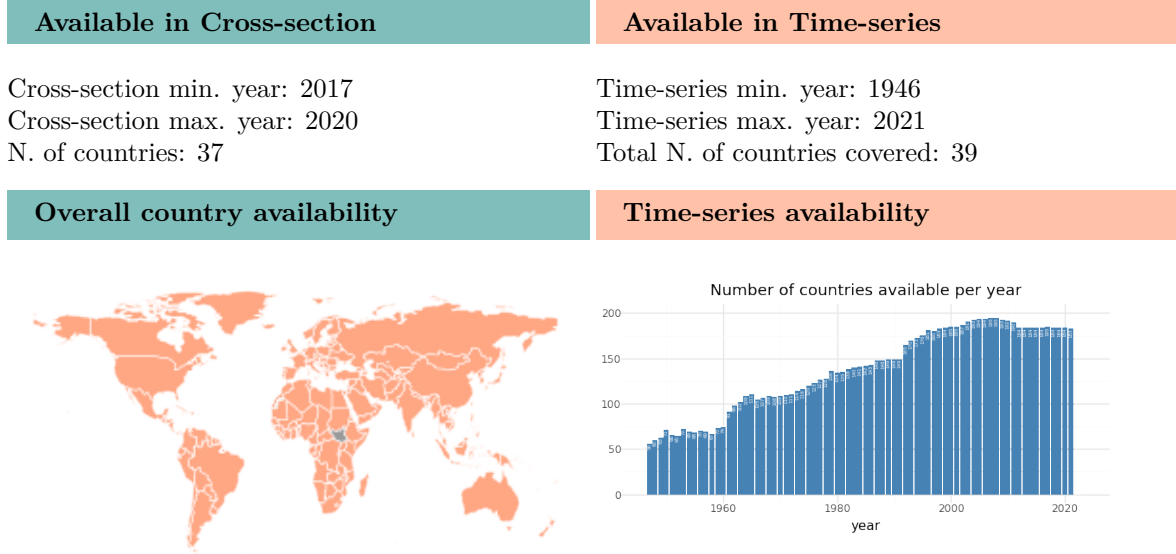 Available in Cross-section
Available in Time-series
Cross-section min. year: 2017
Cross-section max. year: 2020
N. of countries: 37
Time-series min. year: 1946
Time-series max. year: 2021
Total N. of countries covered: 39
Overall country availability
Time-series availability
Number of countries available per year
200
150
100
50
0
1960
1980
2000
2020
year